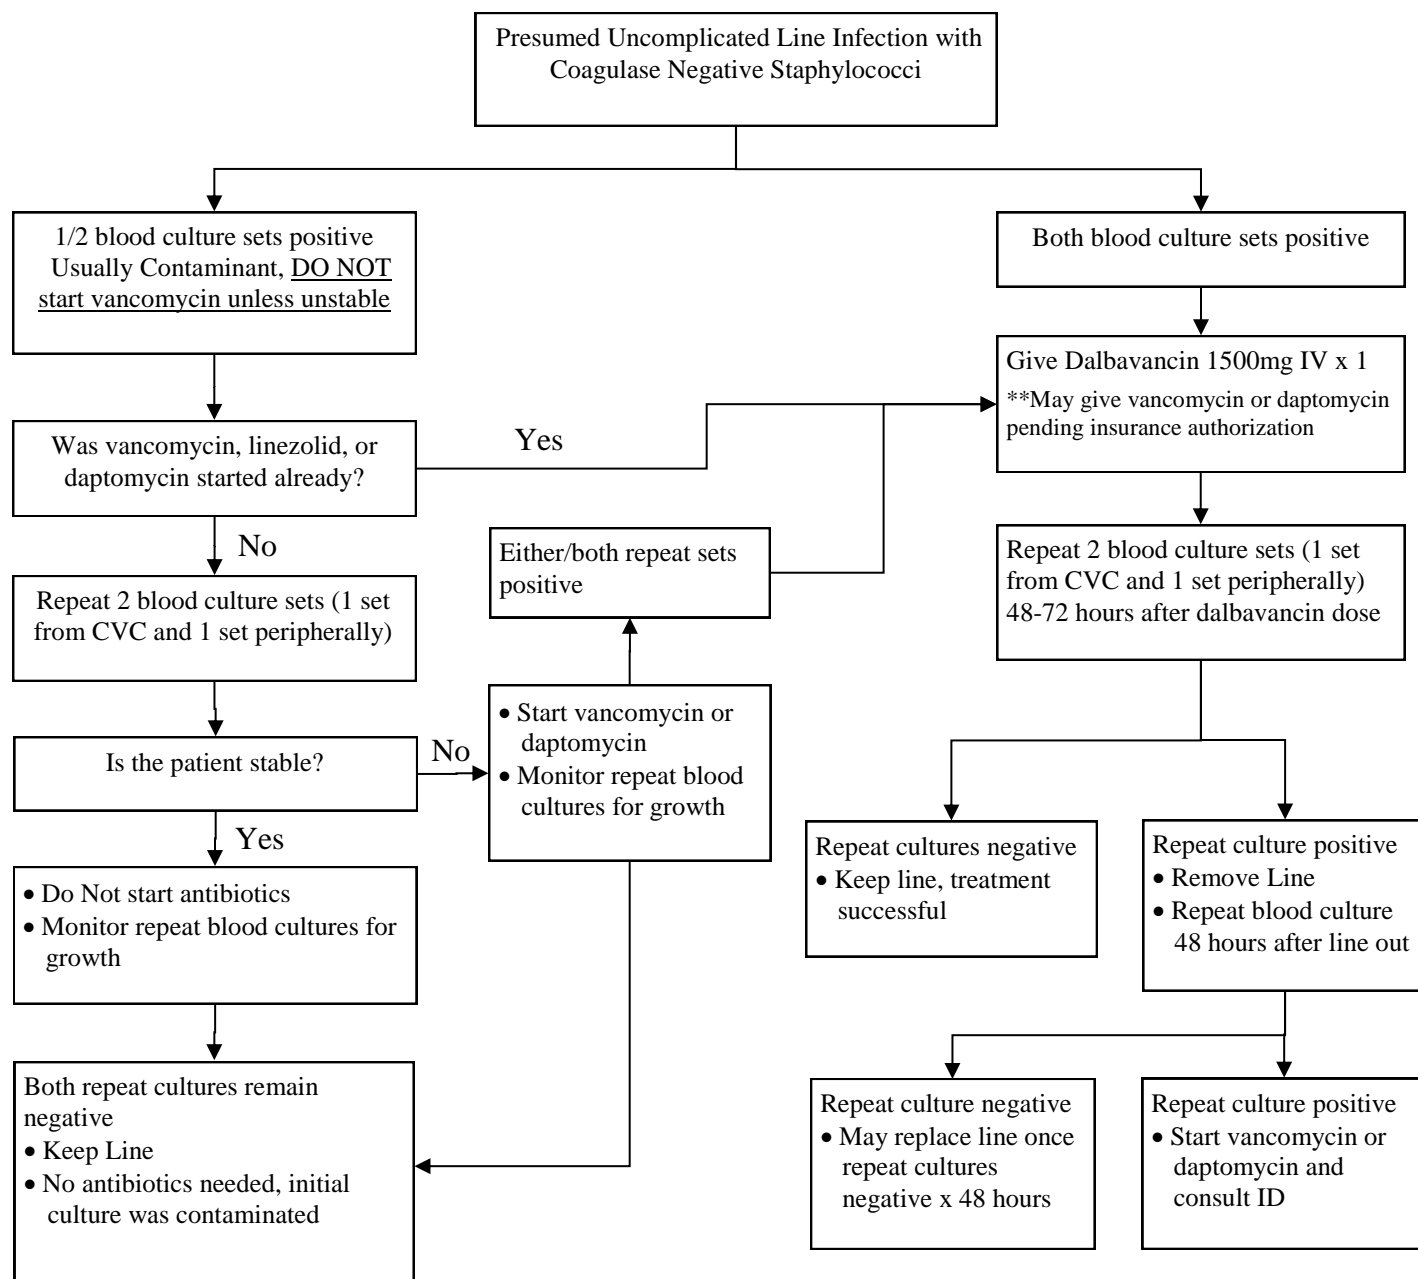 Presumed Uncomplicated Line Infection with
Coagulase Negative Staphylococci
1/2 blood culture sets positive
Usually Contaminant, DO NOT
start vancomycin unless unstable
Both blood culture sets positive
Give Dalbavancin 1500mg IV x 1
**May give vancomycin or daptomycin
pending insurance authorization
Was vancomycin, linezolid, or
daptomycin started already?
Yes
No
Either/both repeat sets
positive
Repeat 2 blood culture sets (1 set
from CVC and 1 set peripherally)
48-72 hours after dalbavancin dose
Repeat 2 blood culture sets (1 set
from CVC and 1 set peripherally)
Is the patient stable?
No
• Start vancomycin or
daptomycin
• Monitor repeat blood
cultures for growth
Yes
• Do Not start antibiotics
• Monitor repeat blood cultures for
growth
Repeat cultures negative
• Keep line, treatment
successful
Repeat culture positive
• Remove Line
• Repeat blood culture
48 hours after line out
Both repeat cultures remain
negative
• Keep Line
• No antibiotics needed, initial
culture was contaminated
Repeat culture negative
• May replace line once
repeat cultures
negative x 48 hours
Repeat culture positive
• Start vancomycin or
daptomycin and
consult ID